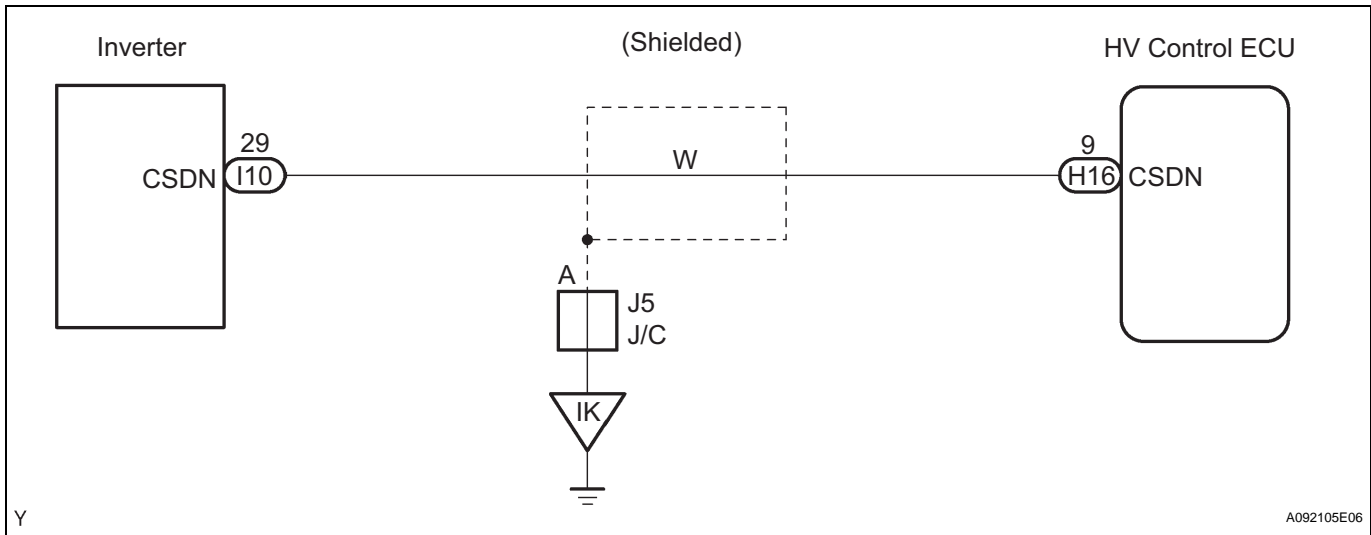 Inverter
(Shielded)
HV Control ECU
29
9
W
CSDN
I10
H16
CSDN
A
J5
J/C
IK
Y
A092105E06